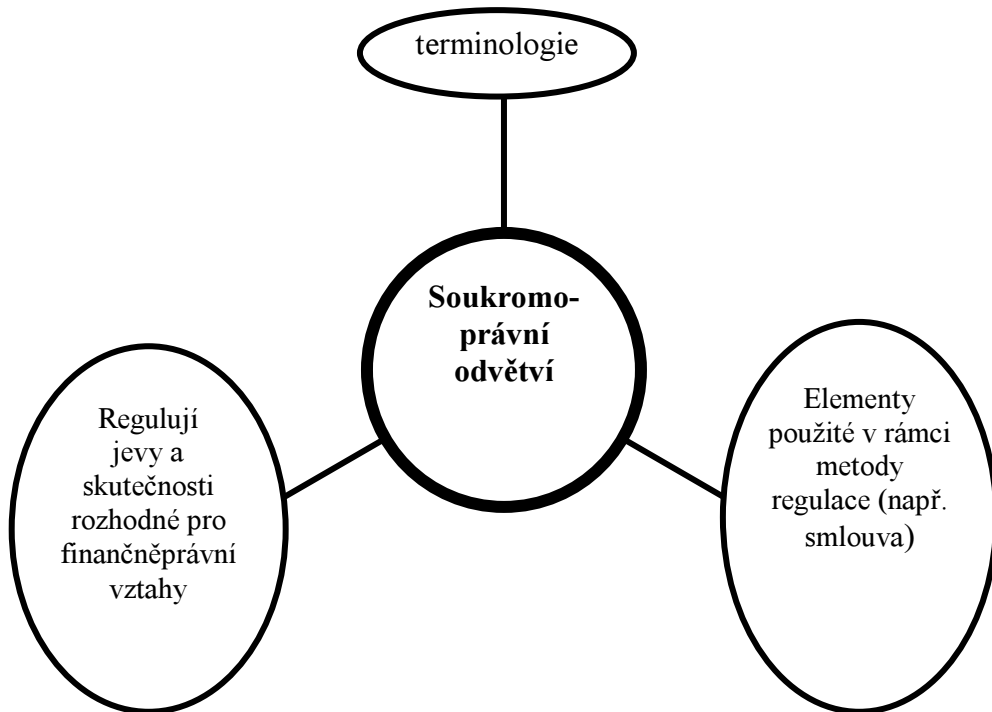 terminologie
Soukromo-
právní
odvětví
Regulují
jevy a
skutečnosti
rozhodné pro
finančněprávní
vztahy
Elementy
použité v rámci
metody
regulace (např.
smlouva)